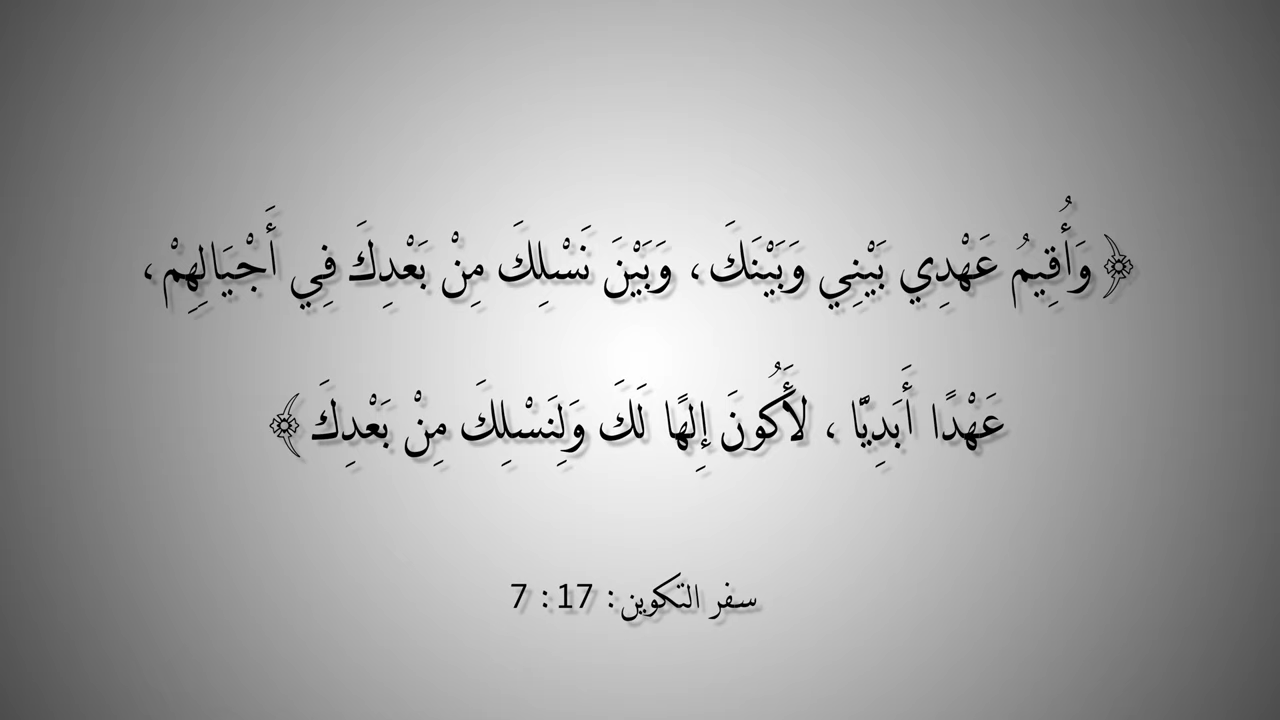 ﴿ وَأُقِيمُ عَهْدِي بَيْنِي وَبَيْنَكَ، وَبَيْنَ نَسْلِكَ مِنْ بَعْدِكَ فِي أَجْيَالِهِمْ،
عَهْدًا أَبَدِيًّا ، لأَكُونَ إِلهًا لَكَ وَلِنَسْلِكَ مِنْ بَعْدِكَ﴾
سفر التكوين: 17 : 7